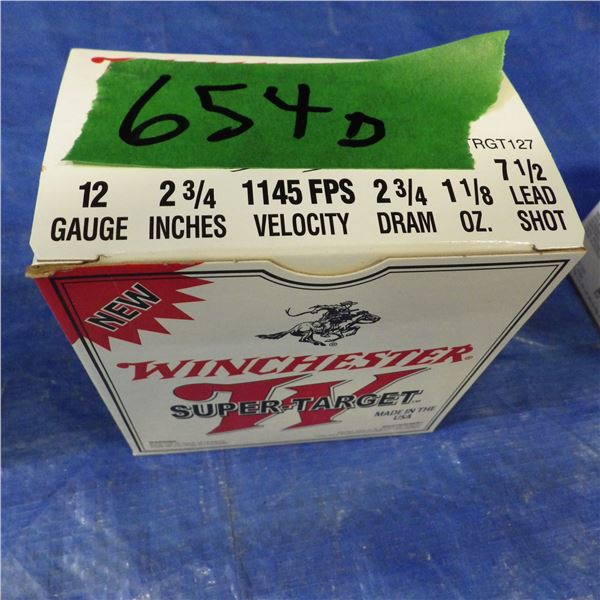 654D
TRGT127
12 GAUGE
2 3/4 INCHES
1145 FPS VELOCITY
2 3/4 DRAM
1 1/8 OZ.
7 1/2 LEAD SHOT
NEW
WINCHESTER®
SUPER-TARGET™
MADE IN THE USA